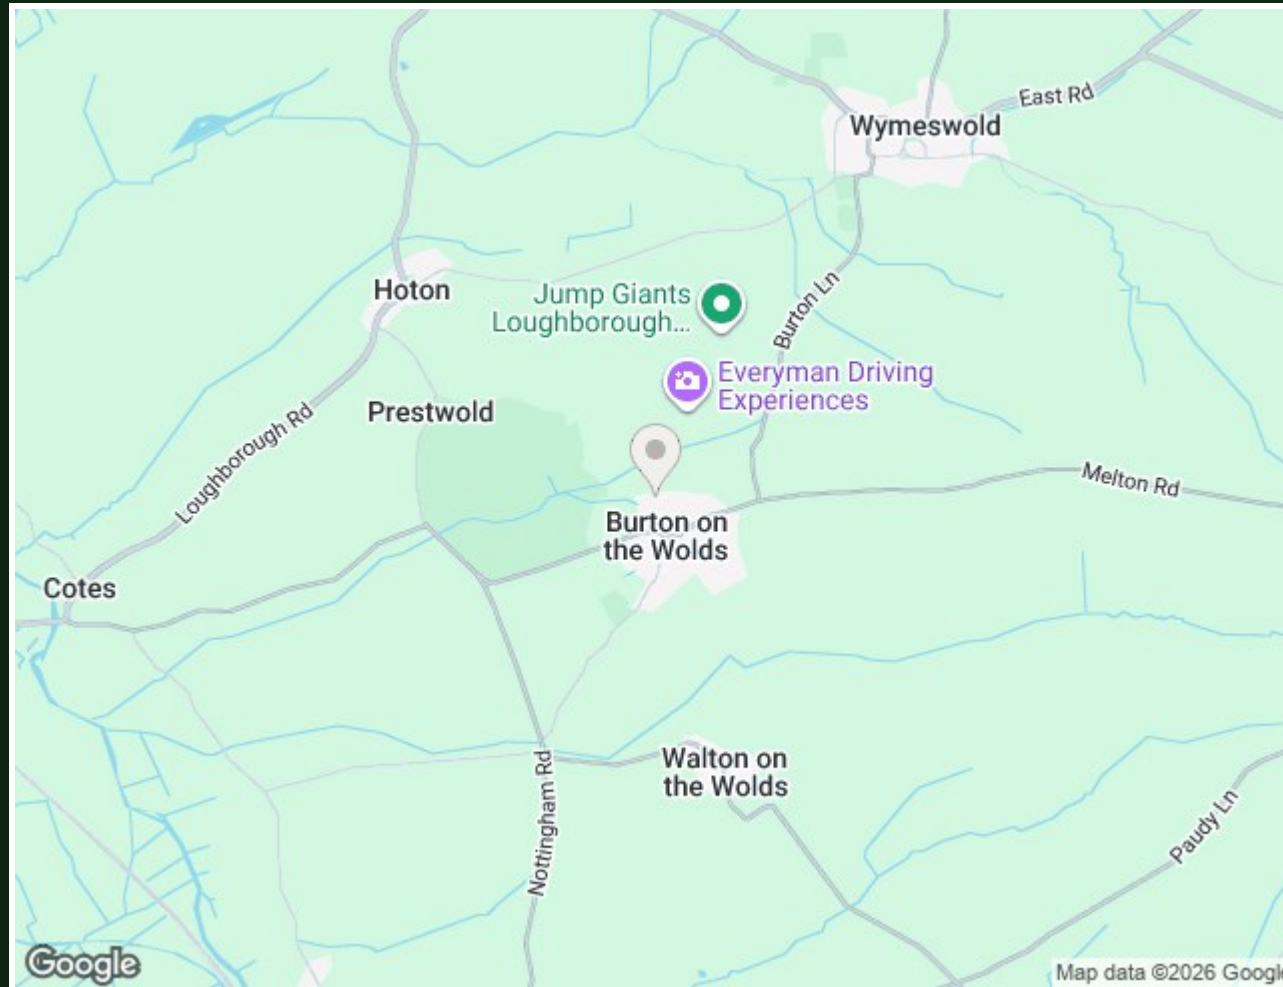 East Rd
Wymeswold
Hoton
Jump Giants
Loughborough...
Burton Ln
Everyman Driving
Experiences
Prestwold
Loughborough Rd
Melton Rd
Burton on
the Wolds
Cotes
Walton on
the Wolds
Nottingham Rd
Paudy Ln
Google
Map data ©2026 Google